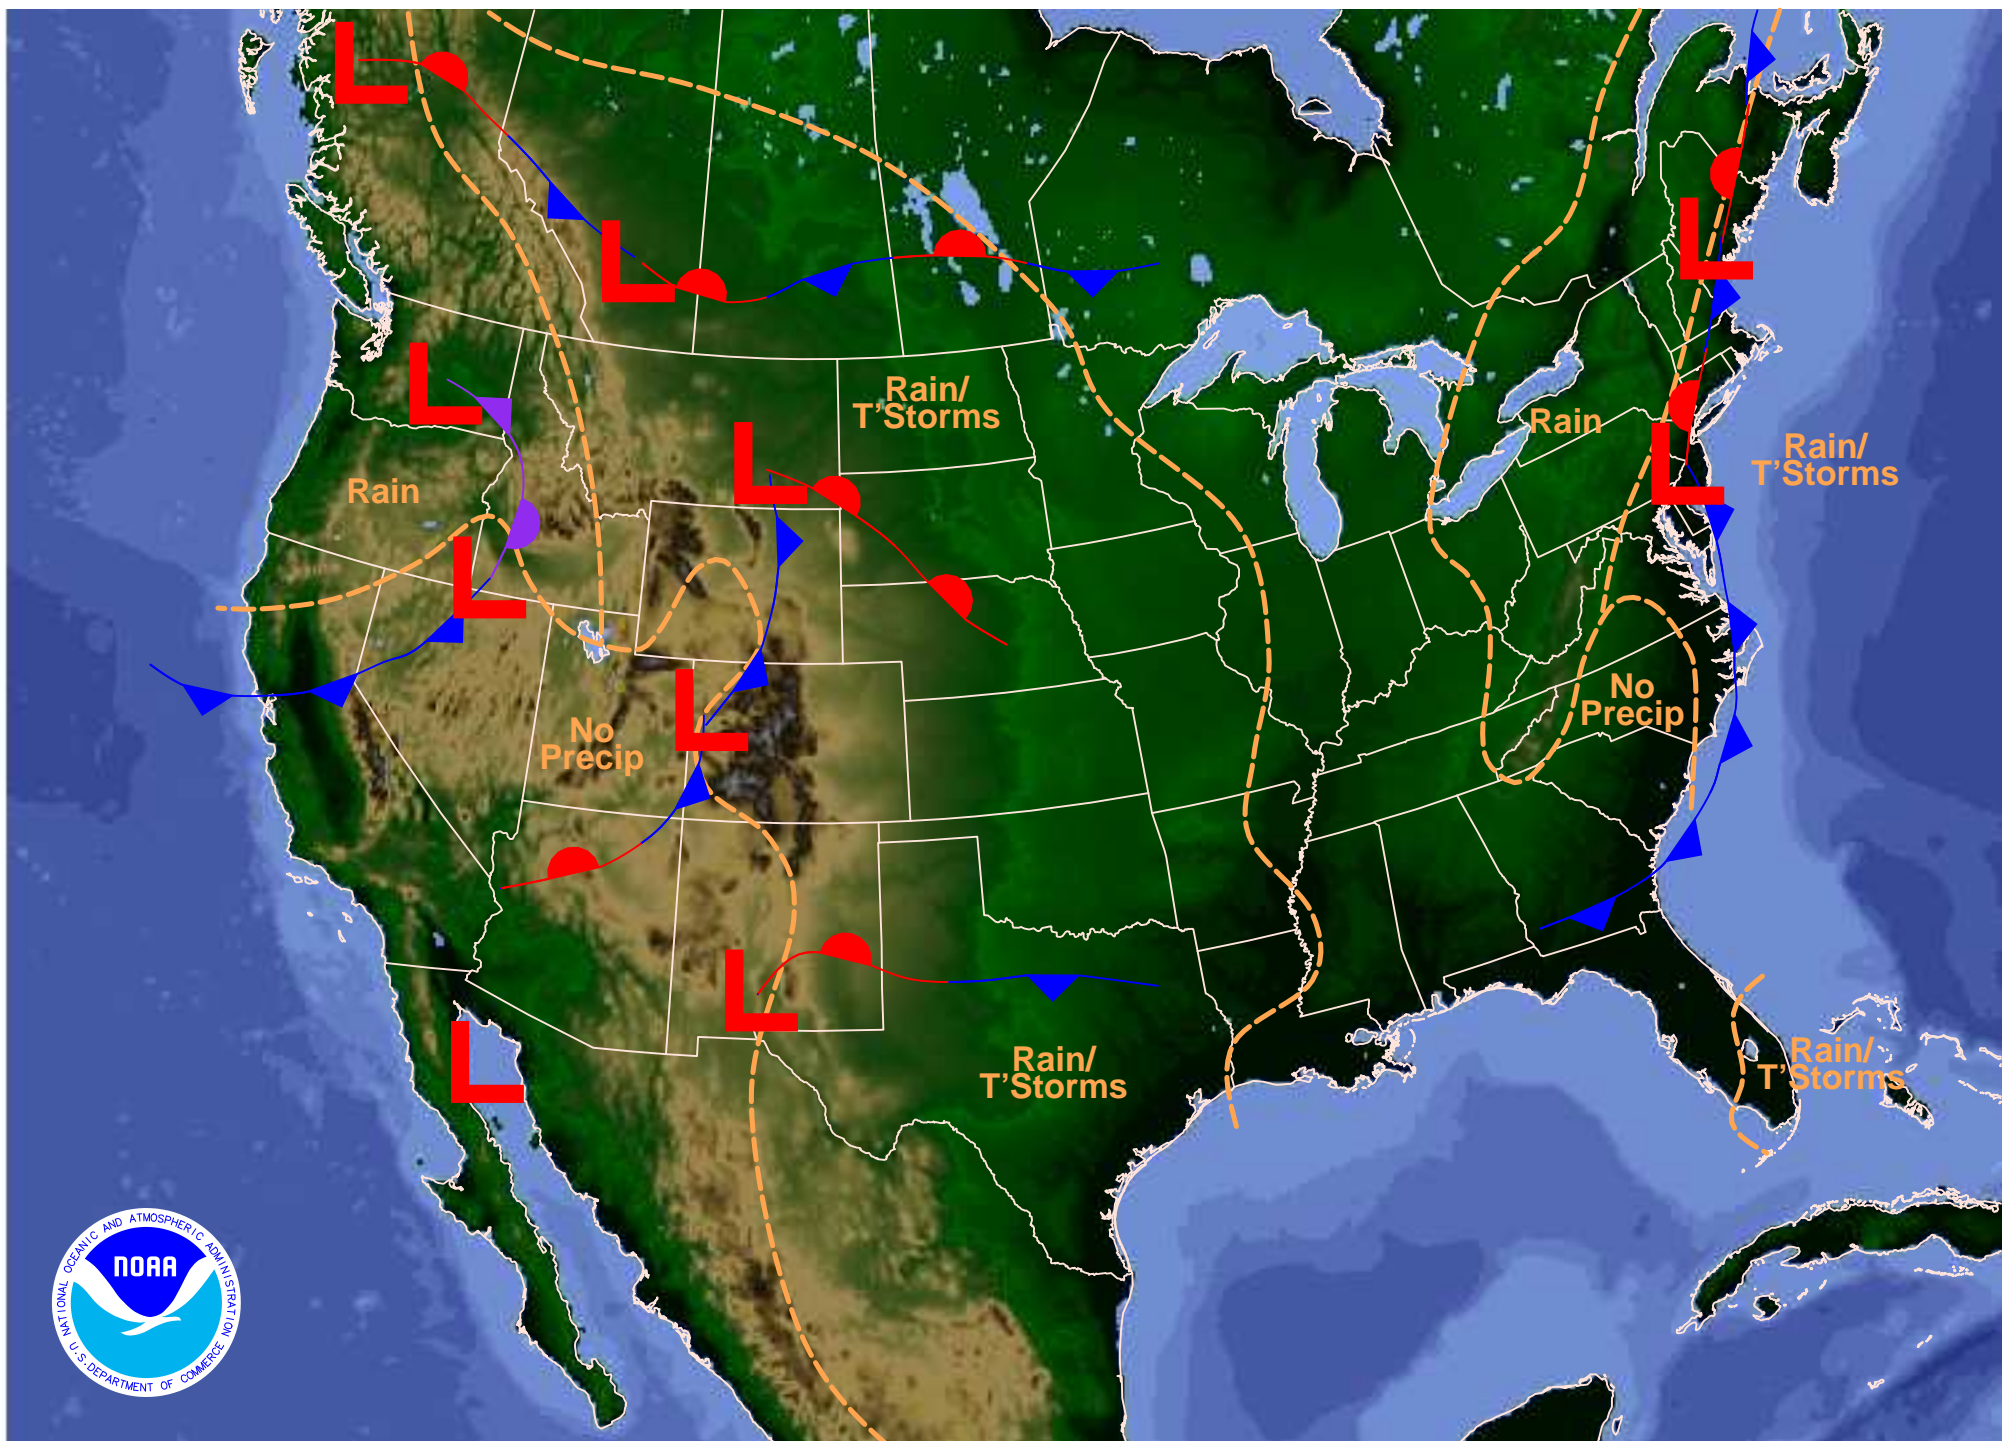 L
L
L
L
L
L
L
L
L
L
L
Rain/
T'Storms
Rain
Rain/
T'Storms
Rain
No
Precip
No
Precip
Rain/
T'Storms
Rain/
T'Storms
NATIONAL OCEANIC AND ATMOSPHERIC ADMINISTRATION
NOAA
U.S. DEPARTMENT OF COMMERCE